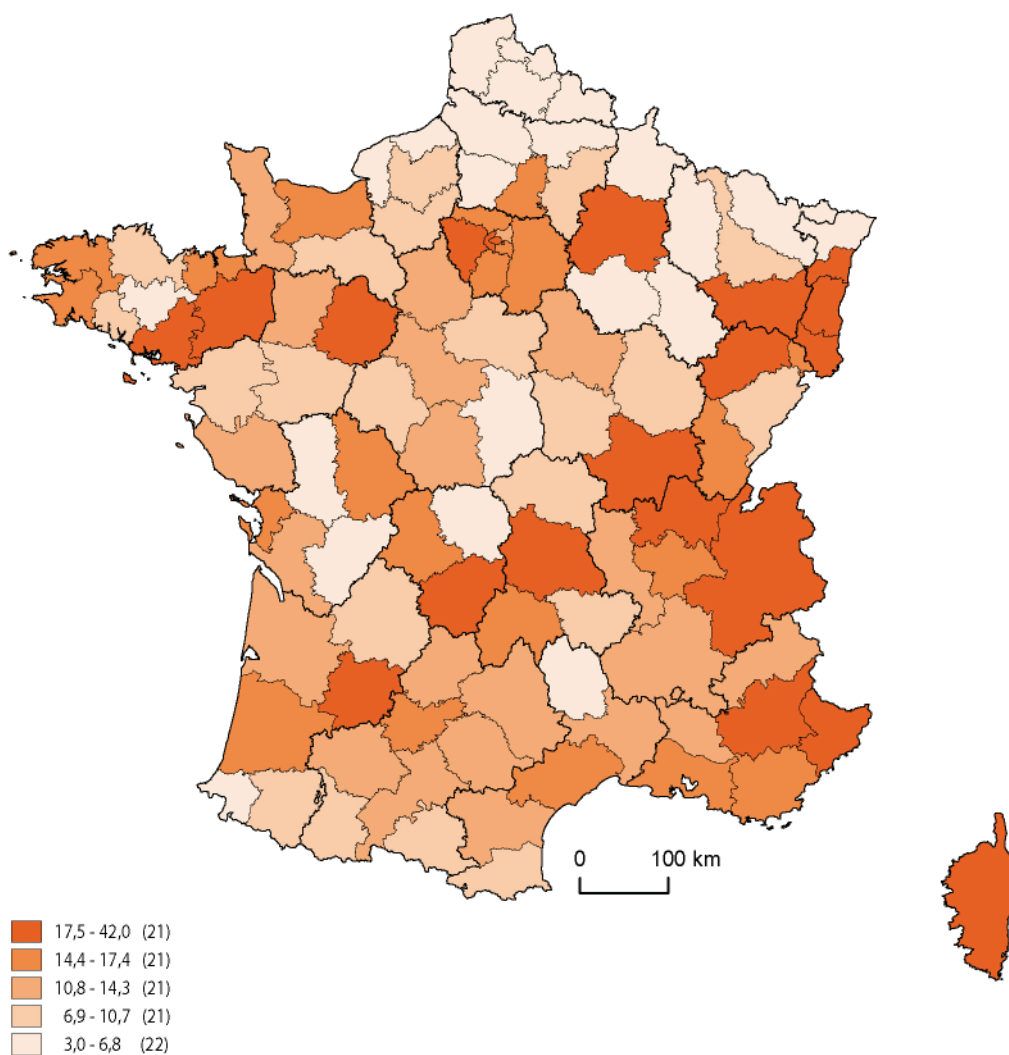 0 100 km
17,5 - 42,0 (21)
14,4 - 17,4 (21)
10,8 - 14,3 (21)
6,9 - 10,7 (21)
3,0 - 6,8 (22)